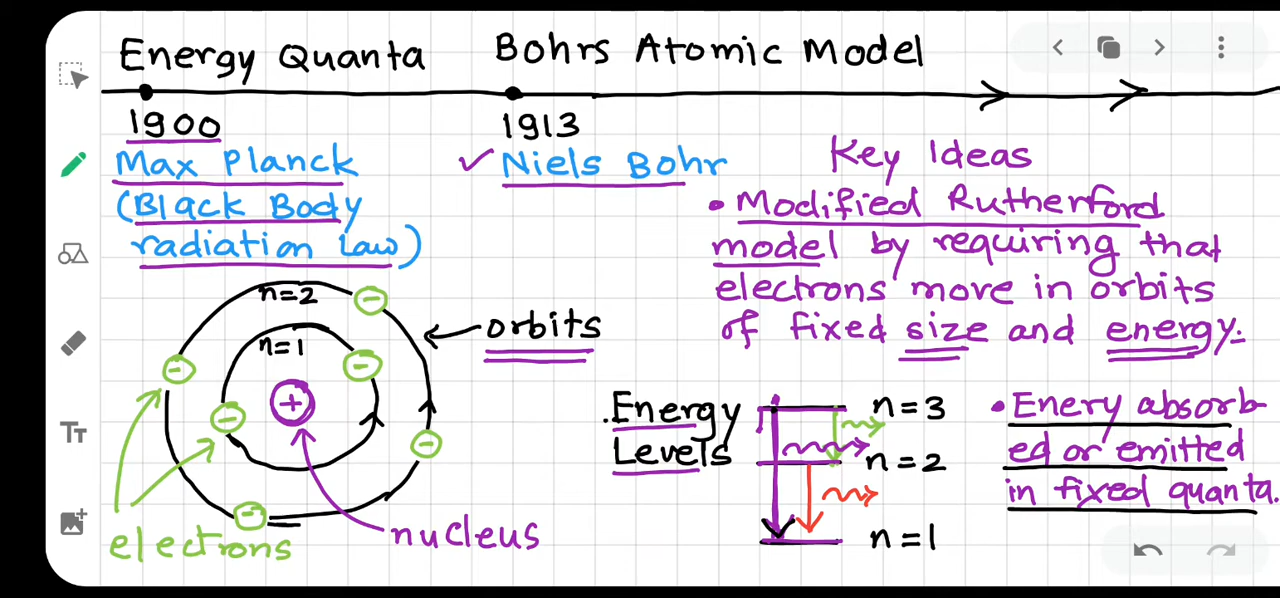 Energy Quanta
Bohrs Atomic Model
1900
Max Planck
(Black Body
radiation Law)
1913
Niels Bohr
Key Ideas
• Modified Rutherford
model by requiring that
electrons move in orbits
of fixed size and energy.
n=2
n=1
+
−
−
−
−
−
−
orbits
electrons
nucleus
.Energy
Levels
n=3
n=2
n=1
• Enery absorb-
ed or emitted
in fixed quanta.
TT